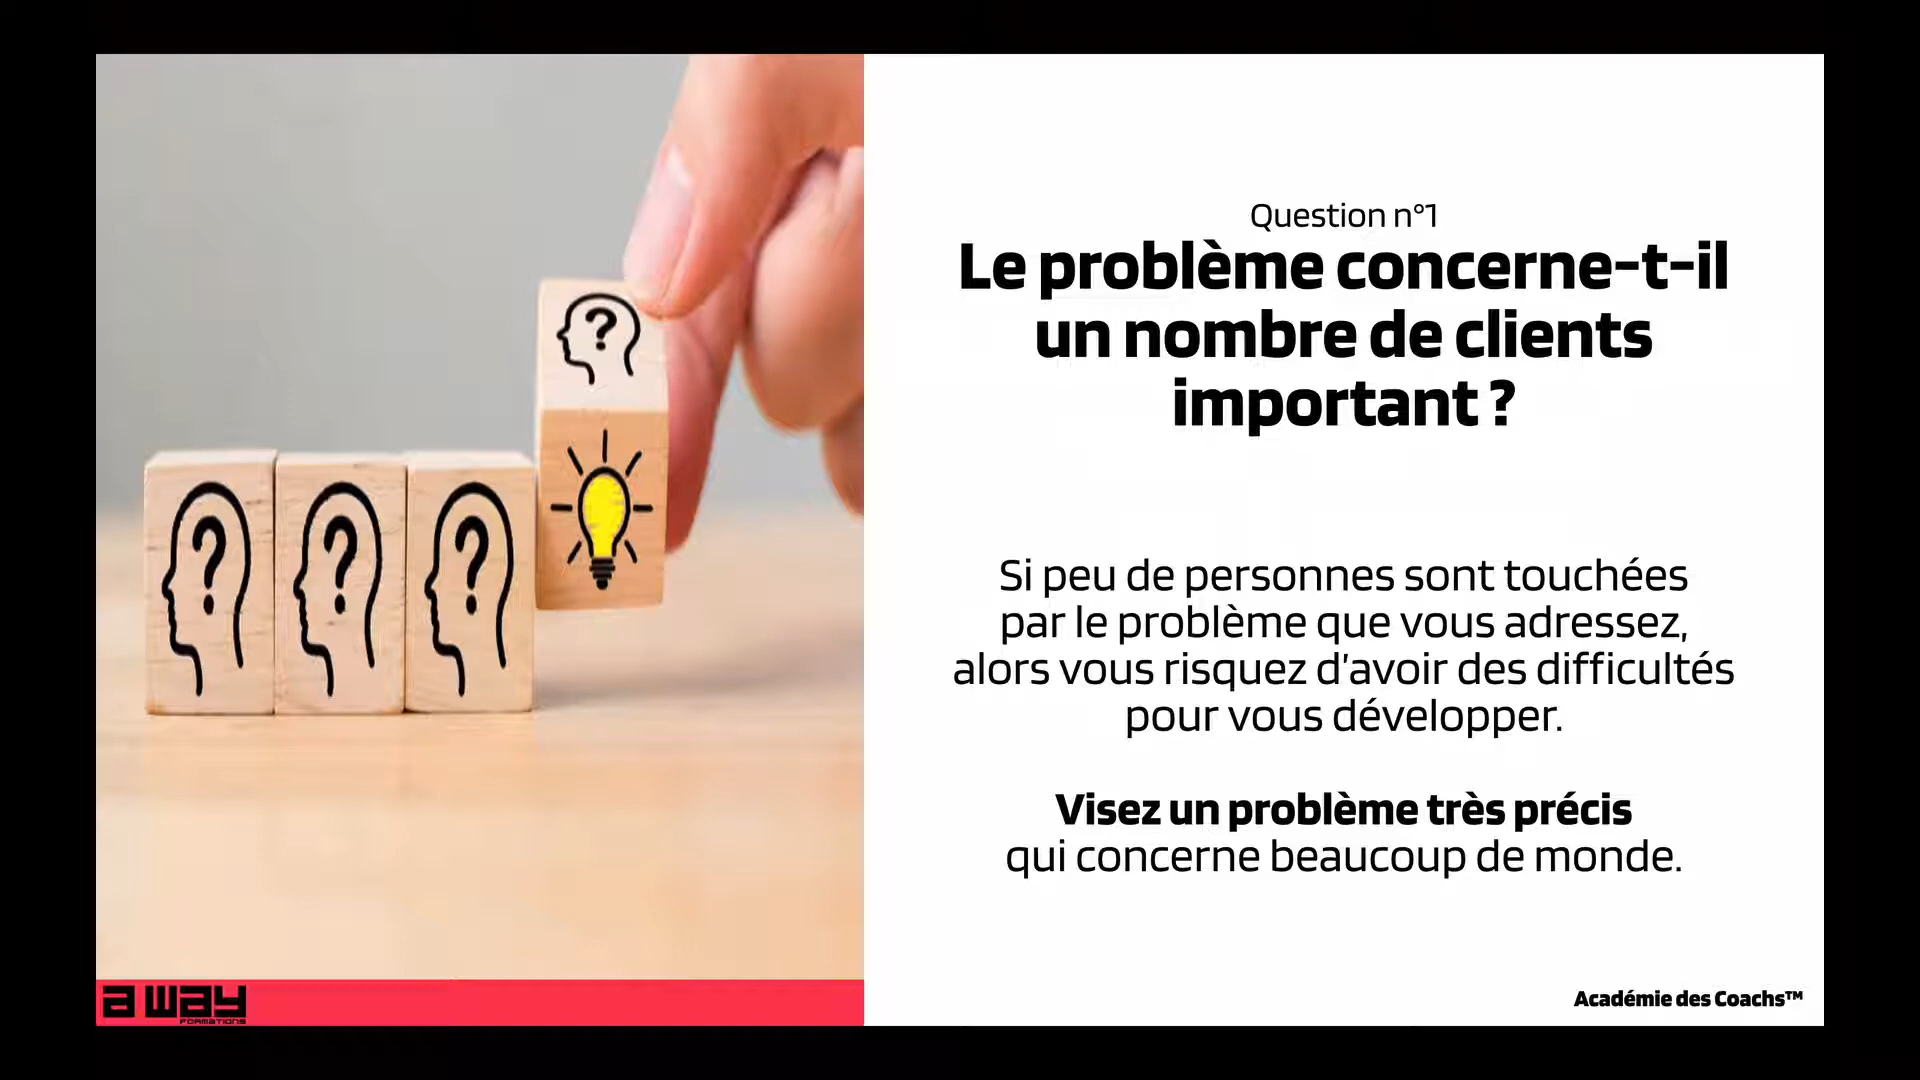 Question n°1
Le problème concerne-t-il
un nombre de clients
important ?
Si peu de personnes sont touchées
par le problème que vous adressez,
alors vous risquez d'avoir des difficultés
pour vous développer.
Visez un problème très précis
qui concerne beaucoup de monde.
a way
FORMATIONS
Académie des Coachs™
? ? ? ?